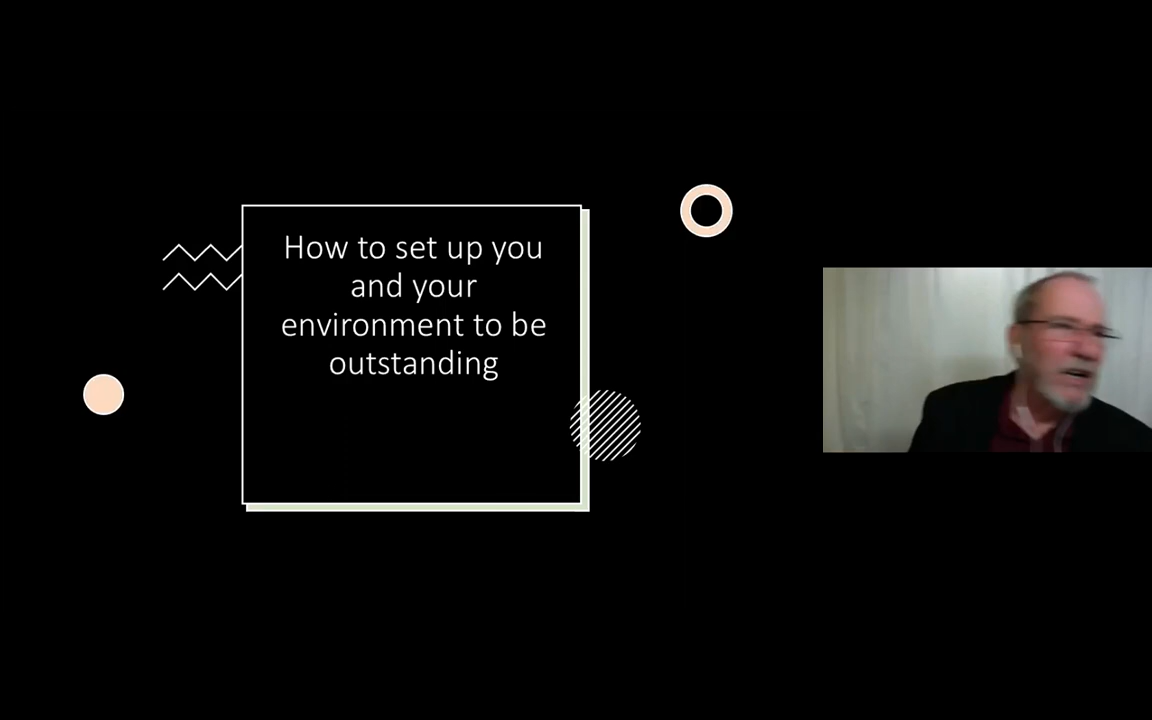 How to set up you
and your
environment to be
outstanding